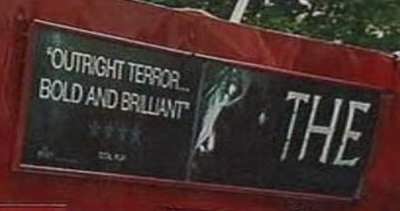 "OUTRIGHT TERROR...
BOLD AND BRILLIANT"
THE